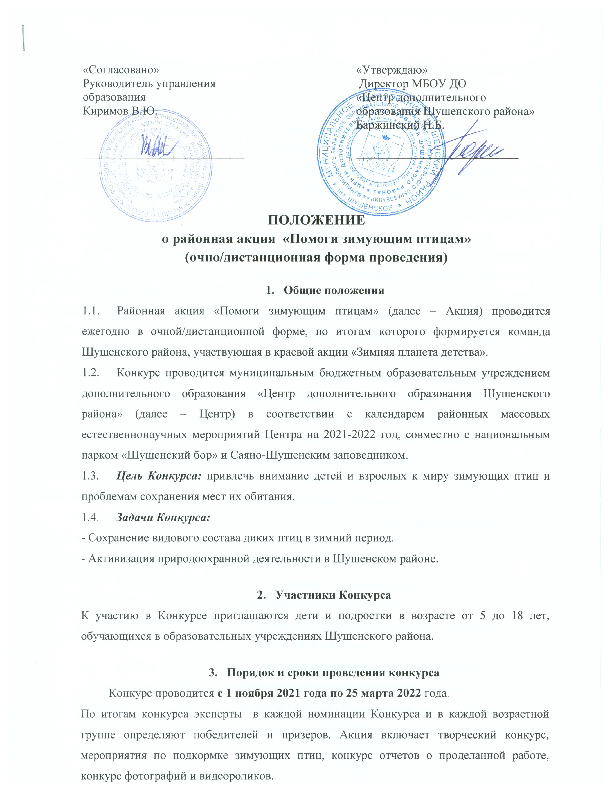 «Согласовано»
Руководитель управления
образования
Киримов В.Ю.
«Утверждаю»
Директор МБОУ ДО
«Центр дополнительного
образования Шушенского района»
Баржинский Н.Б.
ПОЛОЖЕНИЕ
о районная акция «Помоги зимующим птицам»
(очно/дистанционная форма проведения)
1. Общие положения
1.1. Районная акция «Помоги зимующим птицам» (далее – Акция) проводится
ежегодно в очной/дистанционной форме, по итогам которого формируется команда
Шушенского района, участвующая в краевой акции «Зимняя планета детства».
1.2. Конкурс проводится муниципальным бюджетным образовательным учреждением
дополнительного образования «Центр дополнительного образования Шушенского
района» (далее – Центр) в соответствии с календарем районных массовых
естественнонаучных мероприятий Центра на 2021-2022 год, совместно с национальным
парком «Шушенский бор» и Саяно-Шушенским заповедником.
1.3. Цель Конкурса: привлечь внимание детей и взрослых к миру зимующих птиц и
проблемам сохранения мест их обитания.
1.4. Задачи Конкурса:
- Сохранение видового состава диких птиц в зимний период.
- Активизация природоохранной деятельности в Шушенском районе.
2. Участники Конкурса
К участию в Конкурсе приглашаются дети и подростки в возрасте от 5 до 18 лет,
обучающихся в образовательных учреждениях Шушенского района.
3. Порядок и сроки проведения конкурса
Конкурс проводится с 1 ноября 2021 года по 25 марта 2022 года.
По итогам конкурса эксперты в каждой номинации Конкурса и в каждой возрастной
группе определяют победителей и призеров. Акция включает творческий конкурс,
мероприятия по подкормке зимующих птиц, конкурс отчетов о проделанной работе,
конкурс фотографий и видеороликов.